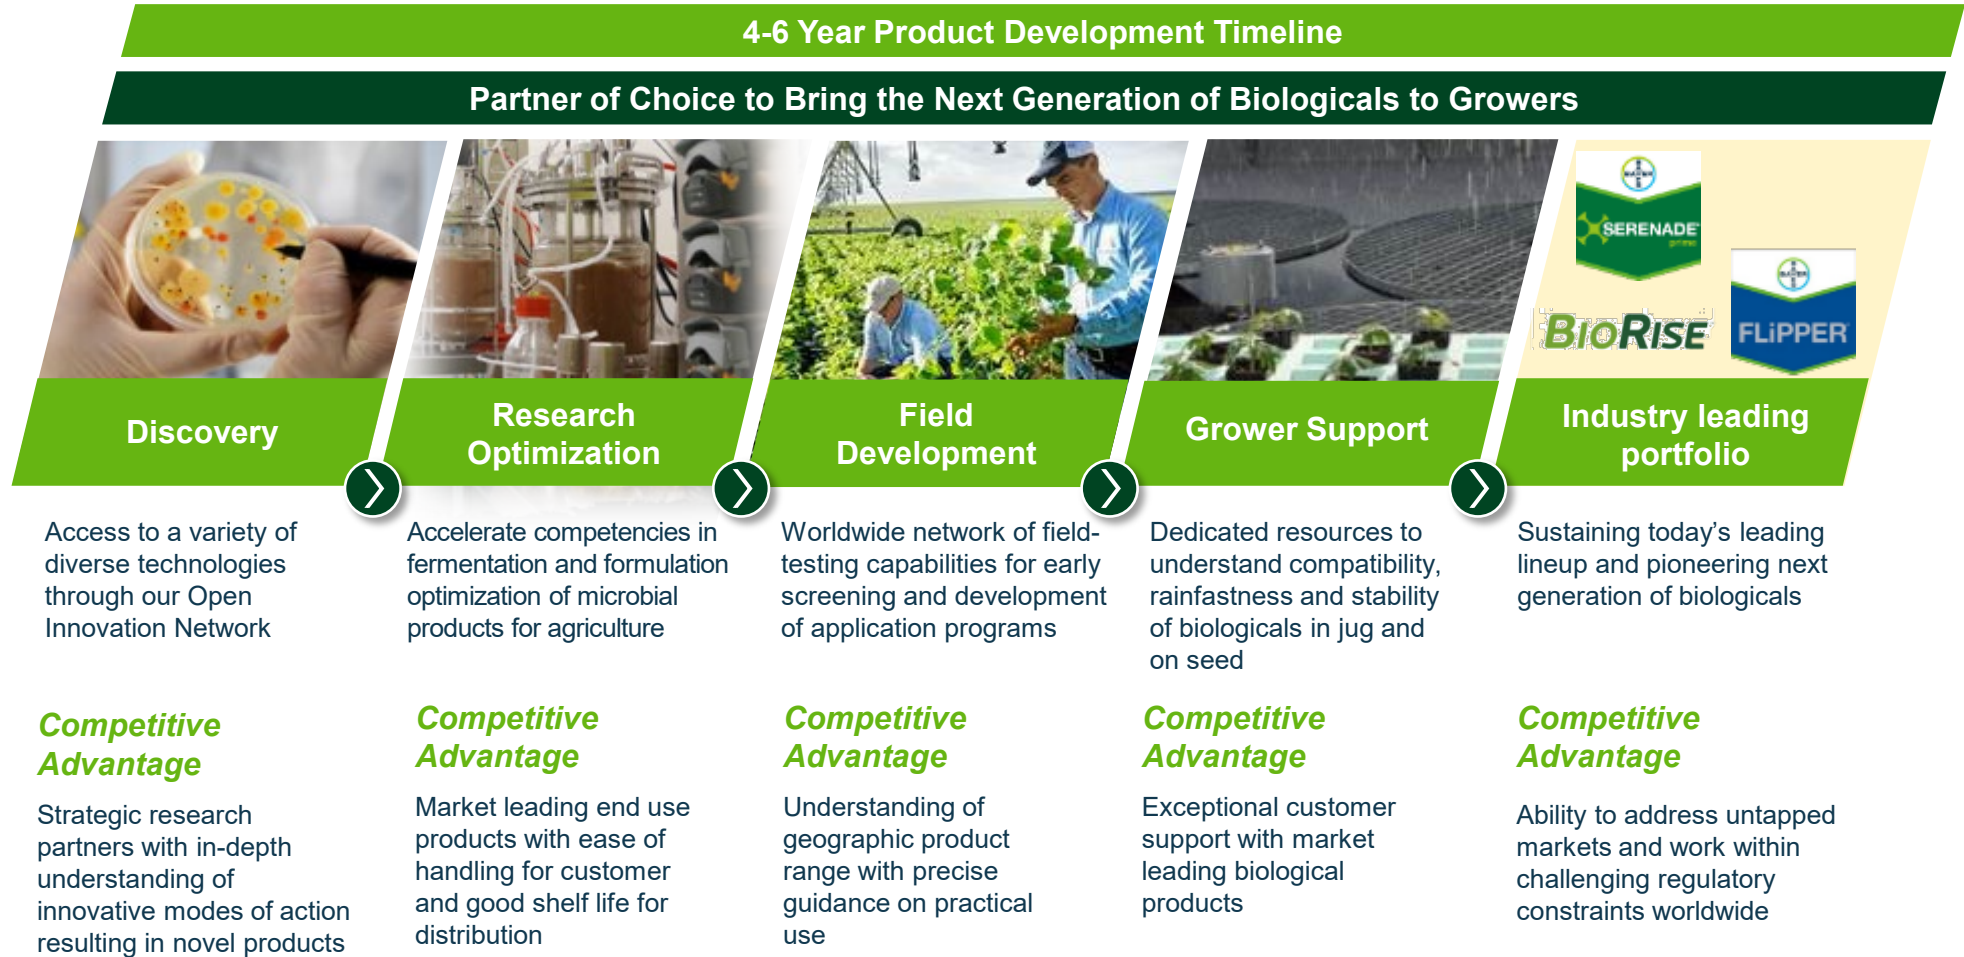 4-6 Year Product Development Timeline
Partner of Choice to Bring the Next Generation of Biologicals to Growers
BAYER
SERENADE
prime
BIORISE
BAYER
FLiPPER
Discovery
Research
Optimization
Field
Development
Grower Support
Industry leading
portfolio
Access to a variety of
diverse technologies
through our Open
Innovation Network
Accelerate competencies in
fermentation and formulation
optimization of microbial
products for agriculture
Worldwide network of field-
testing capabilities for early
screening and development
of application programs
Dedicated resources to
understand compatibility,
rainfastness and stability
of biologicals in jug and
on seed
Sustaining today’s leading
lineup and pioneering next
generation of biologicals
Competitive
Advantage
Strategic research
partners with in-depth
understanding of
innovative modes of action
resulting in novel products
Competitive
Advantage
Market leading end use
products with ease of
handling for customer
and good shelf life for
distribution
Competitive
Advantage
Understanding of
geographic product
range with precise
guidance on practical
use
Competitive
Advantage
Exceptional customer
support with market
leading biological
products
Competitive
Advantage
Ability to address untapped
markets and work within
challenging regulatory
constraints worldwide